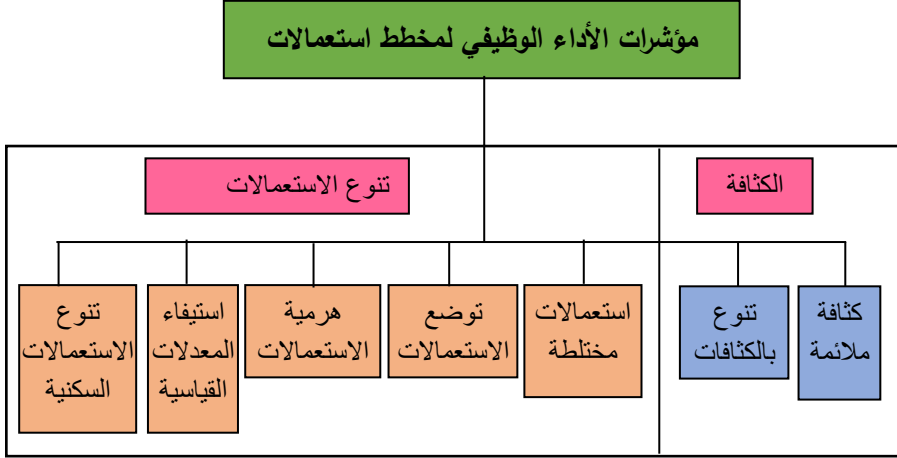 مؤشرات الأداء الوظيفي لمخطط استعمالات
الكثافة
تنوع الاستعمالات
كثافة
ملائمة
تنوع
بالكثافات
استعمالات
مختلطة
توضع
الاستعمالات
هرمية
الاستعمالات
استيفاء
المعدلات
القياسية
تنوع
الاستعمالات
السكنية